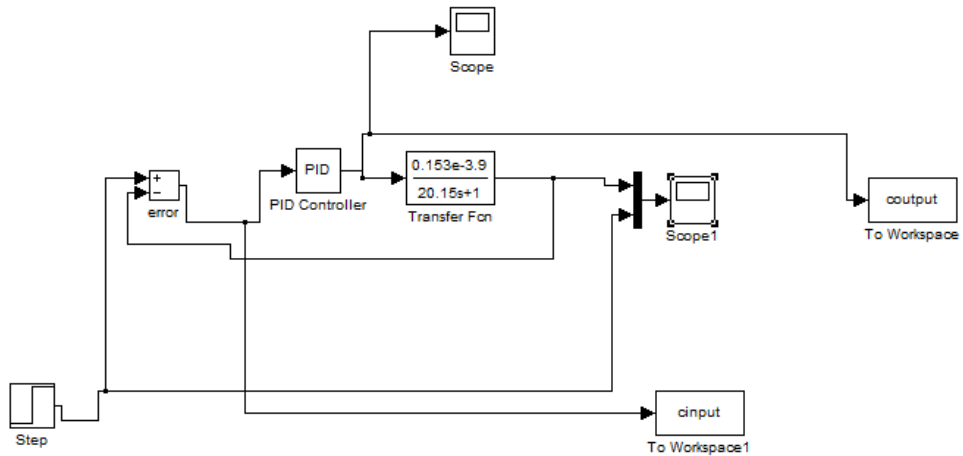 Scope
+
−
error
PID
PID Controller
0.153e-3.9
20.15s+1
Transfer Fcn
Scope1
coutput
To Workspace
Step
cinput
To Workspace1